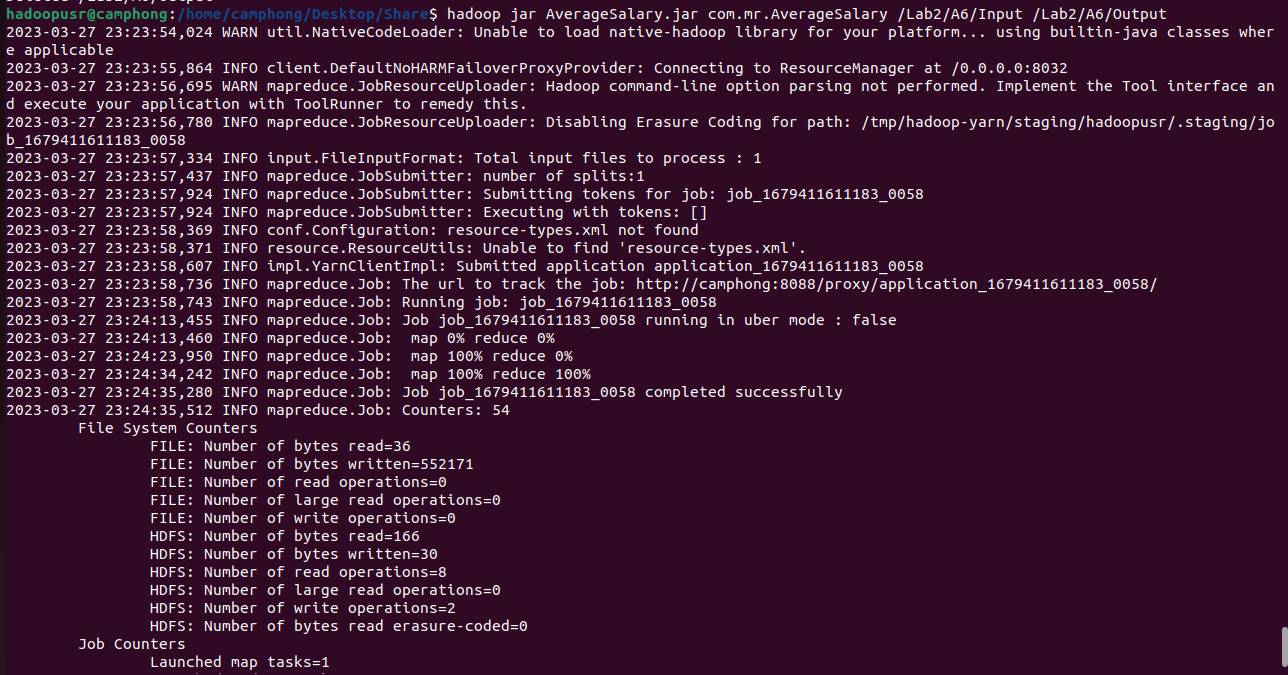 hadoopusr@camphong:/home/camphong/Desktop/Share$ hadoop jar AverageSalary.jar com.mr.AverageSalary /Lab2/A6/Input /Lab2/A6/Output
2023-03-27 23:23:54,024 WARN util.NativeCodeLoader: Unable to load native-hadoop library for your platform... using builtin-java classes wher
e applicable
2023-03-27 23:23:55,864 INFO client.DefaultNoHARMFailoverProxyProvider: Connecting to ResourceManager at /0.0.0.0:8032
2023-03-27 23:23:56,695 WARN mapreduce.JobResourceUploader: Hadoop command-line option parsing not performed. Implement the Tool interface an
d execute your application with ToolRunner to remedy this.
2023-03-27 23:23:56,780 INFO mapreduce.JobResourceUploader: Disabling Erasure Coding for path: /tmp/hadoop-yarn/staging/hadoopusr/.staging/jo
b_1679411611183_0058
2023-03-27 23:23:57,334 INFO input.FileInputFormat: Total input files to process : 1
2023-03-27 23:23:57,437 INFO mapreduce.JobSubmitter: number of splits:1
2023-03-27 23:23:57,924 INFO mapreduce.JobSubmitter: Submitting tokens for job: job_1679411611183_0058
2023-03-27 23:23:57,924 INFO mapreduce.JobSubmitter: Executing with tokens: []
2023-03-27 23:23:58,369 INFO conf.Configuration: resource-types.xml not found
2023-03-27 23:23:58,371 INFO resource.ResourceUtils: Unable to find 'resource-types.xml'.
2023-03-27 23:23:58,607 INFO impl.YarnClientImpl: Submitted application application_1679411611183_0058
2023-03-27 23:23:58,736 INFO mapreduce.Job: The url to track the job: http://camphong:8088/proxy/application_1679411611183_0058/
2023-03-27 23:23:58,743 INFO mapreduce.Job: Running job: job_1679411611183_0058
2023-03-27 23:24:13,455 INFO mapreduce.Job: Job job_1679411611183_0058 running in uber mode : false
2023-03-27 23:24:13,460 INFO mapreduce.Job:  map 0% reduce 0%
2023-03-27 23:24:23,950 INFO mapreduce.Job:  map 100% reduce 0%
2023-03-27 23:24:34,242 INFO mapreduce.Job:  map 100% reduce 100%
2023-03-27 23:24:35,280 INFO mapreduce.Job: Job job_1679411611183_0058 completed successfully
2023-03-27 23:24:35,512 INFO mapreduce.Job: Counters: 54
File System Counters
FILE: Number of bytes read=36
FILE: Number of bytes written=552171
FILE: Number of read operations=0
FILE: Number of large read operations=0
FILE: Number of write operations=0
HDFS: Number of bytes read=166
HDFS: Number of bytes written=30
HDFS: Number of read operations=8
HDFS: Number of large read operations=0
HDFS: Number of write operations=2
HDFS: Number of bytes read erasure-coded=0
Job Counters
Launched map tasks=1